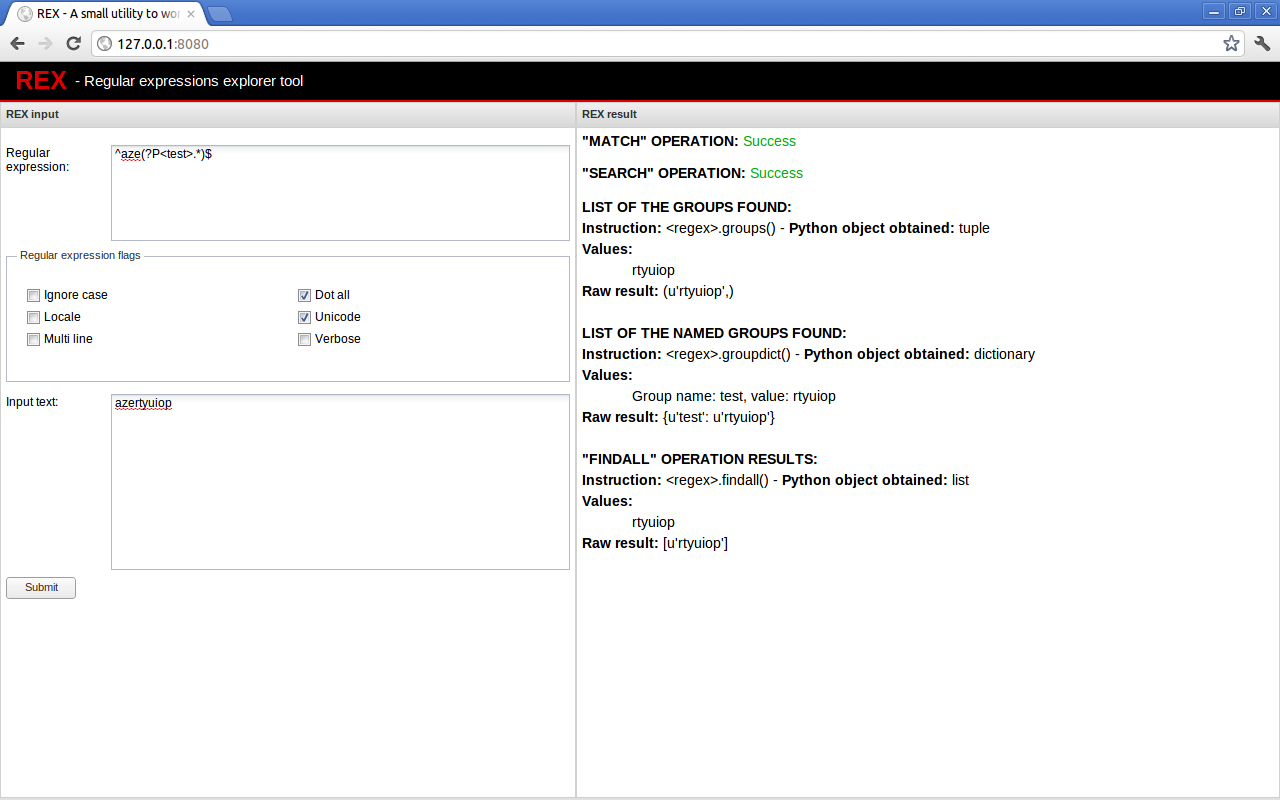 REX - A small utility to wor
127.0.0.1:8080
REX - Regular expressions explorer tool
REX input
Regular
expression:
^aze(?P<test>.*)$
Regular expression flags
Ignore case
Dot all
Locale
Unicode
Multi line
Verbose
Input text:
azertyuiop
Submit
REX result
"MATCH" OPERATION: Success
"SEARCH" OPERATION: Success
LIST OF THE GROUPS FOUND:
Instruction: <regex>.groups() - Python object obtained: tuple
Values:
rtyuiop
Raw result: (u'rtyuiop',)
LIST OF THE NAMED GROUPS FOUND:
Instruction: <regex>.groupdict() - Python object obtained: dictionary
Values:
Group name: test, value: rtyuiop
Raw result: {u'test': u'rtyuiop'}
"FINDALL" OPERATION RESULTS:
Instruction: <regex>.findall() - Python object obtained: list
Values:
rtyuiop
Raw result: [u'rtyuiop']